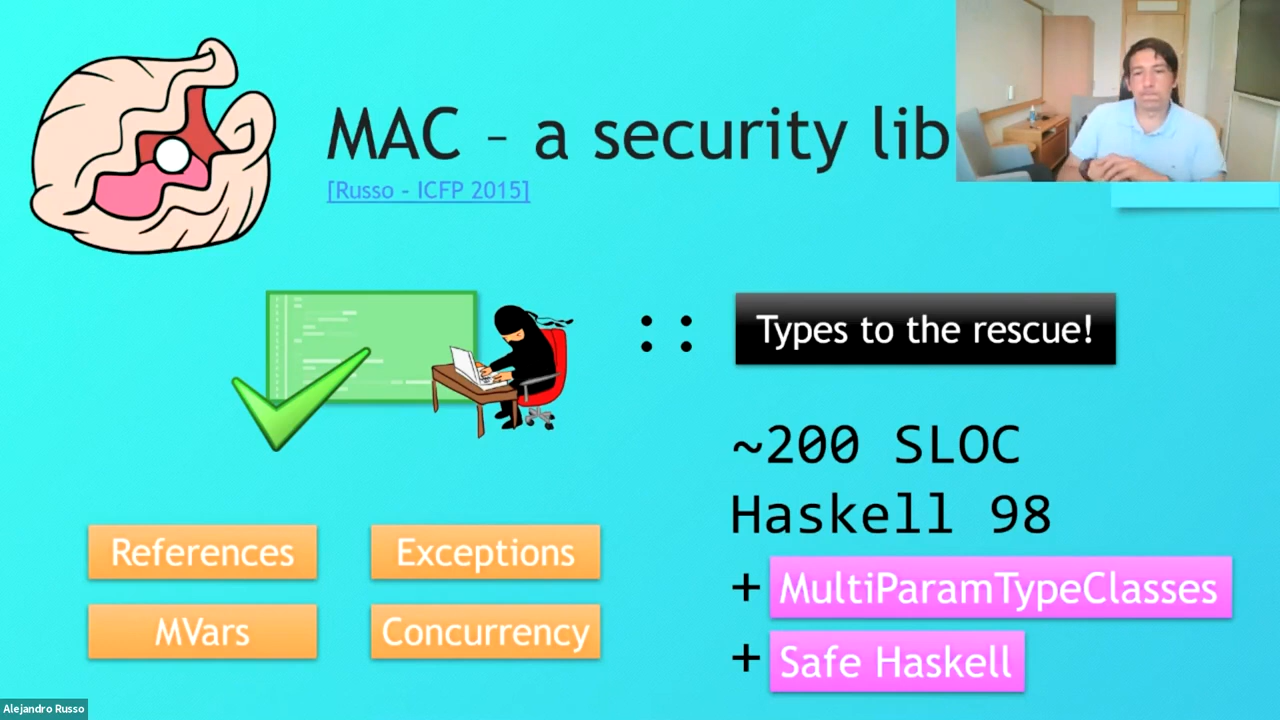 MAC – a security lib
[Russo – ICFP 2015]
::
Types to the rescue!
~200 SLOC
Haskell 98
+ MultiParamTypeClasses
+ Safe Haskell
References
Exceptions
MVars
Concurrency
Alejandro Russo